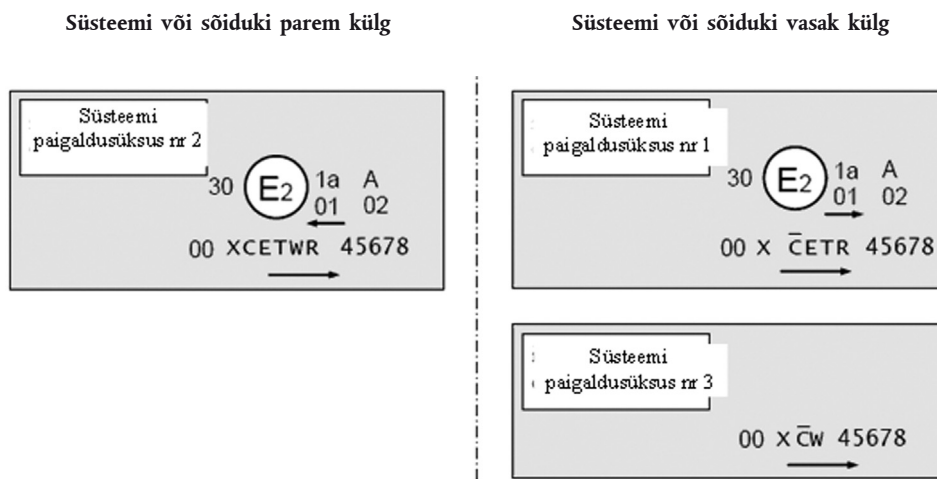 Süsteemi või sõiduki parem külg
Süsteemi
paigaldusüksus nr 2
30 E2 1a A
01 02
00 XCETWR 45678
Süsteemi või sõiduki vasak külg
Süsteemi
paigaldusüksus nr 1
30 E2 1a A
01 02
00 X C̅ETR 45678
Süsteemi
paigaldusüksus nr 3
00 X C̅W 45678